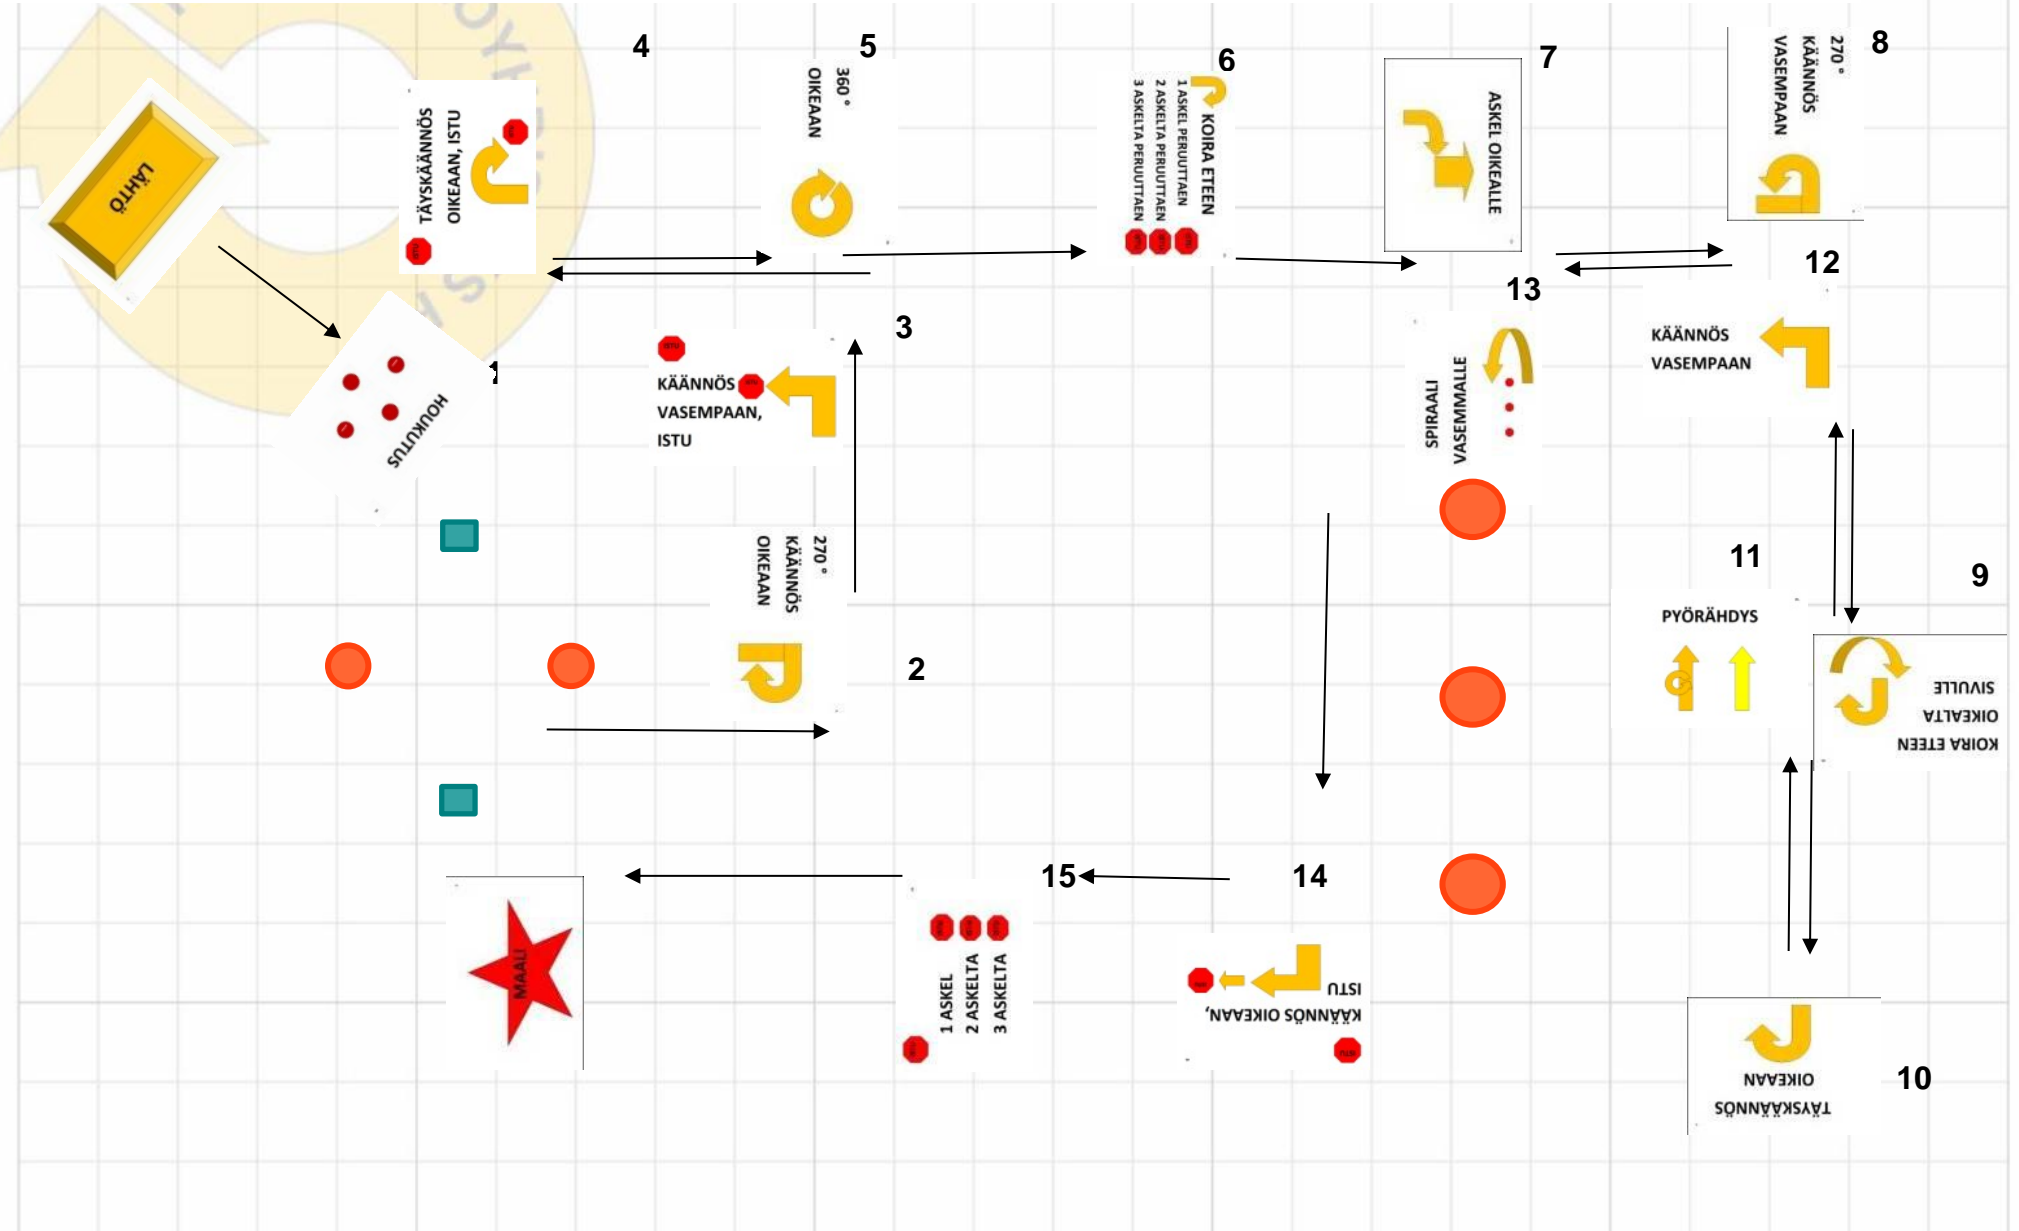 LÄHTÖ
1
HOUKUTUS
2
270 °
KÄÄNNÖS
OIKEAAN
3
ISTU
KÄÄNNÖS
VASEMPAAN,
ISTU
4
TÄYSKÄÄNNÖS
OIKEAAN, ISTU
5
360 °
OIKEAAN
6
KOIRA ETEEN
1 ASKEL PERUUTTAEN
2 ASKELTA PERUUTTAEN
3 ASKELTA PERUUTTAEN
7
ASKEL OIKEALLE
8
270 °
KÄÄNNÖS
VASEMPAAN
9
KOIRA ETEEN
OIKEALTA
SIVULLE
10
TÄYSKÄÄNNÖS
OIKEAAN
11
PYÖRÄHDYS
12
KÄÄNNÖS
VASEMPAAN
13
SPIRAALI
VASEMMALLE
14
ISTU
KÄÄNNÖS OIKEAAN,
ISTU
15
1 ASKEL
2 ASKELTA
3 ASKELTA
MAALI